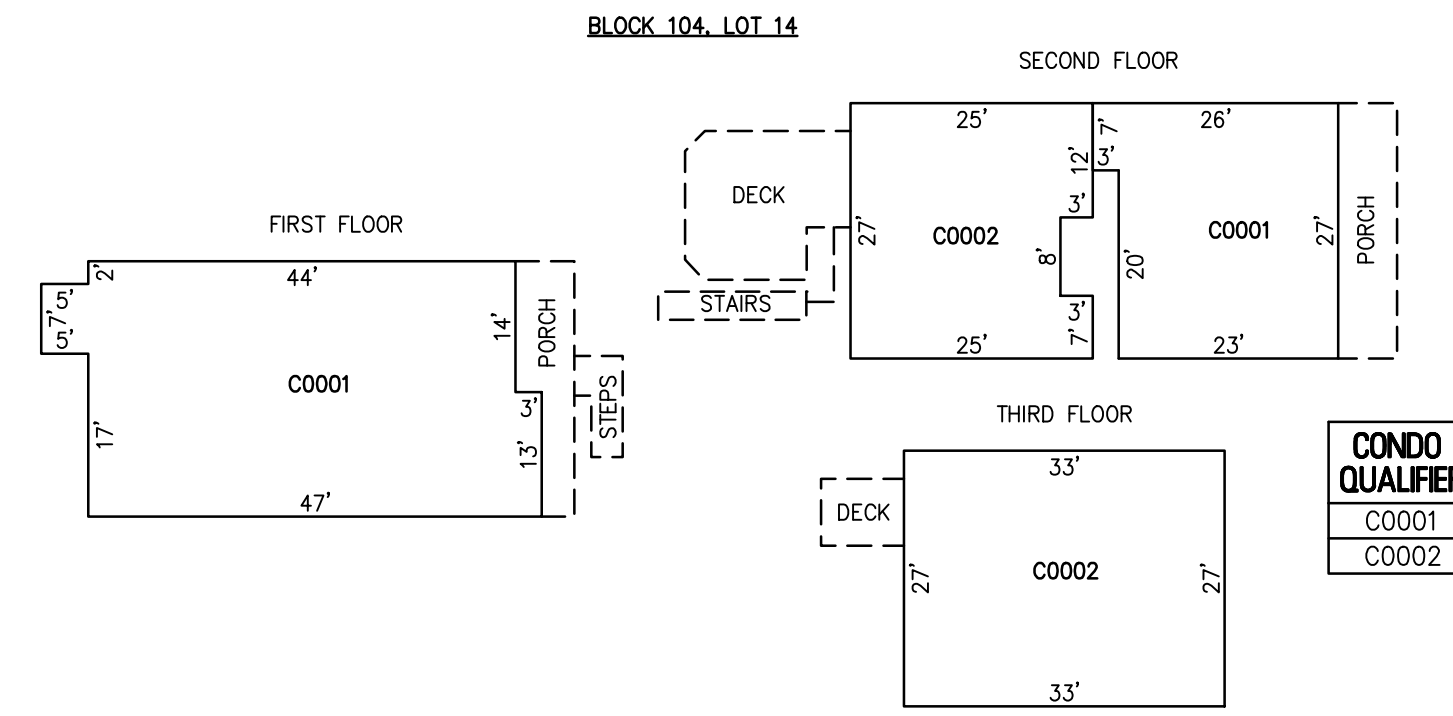 BLOCK 104, LOT 14
SECOND FLOOR
25'
26'
7'
12'
3'
DECK
27'
3'
C0002
C0001
27'
PORCH
8'
20'
STAIRS
3'
7'
25'
23'
FIRST FLOOR
2'
44'
5'
7'
5'
14'
PORCH
C0001
3'
STEPS
17'
13'
47'
THIRD FLOOR
33'
DECK
C0002
27'
27'
33'
CONDO
QUALIFIER
C0001
C0002